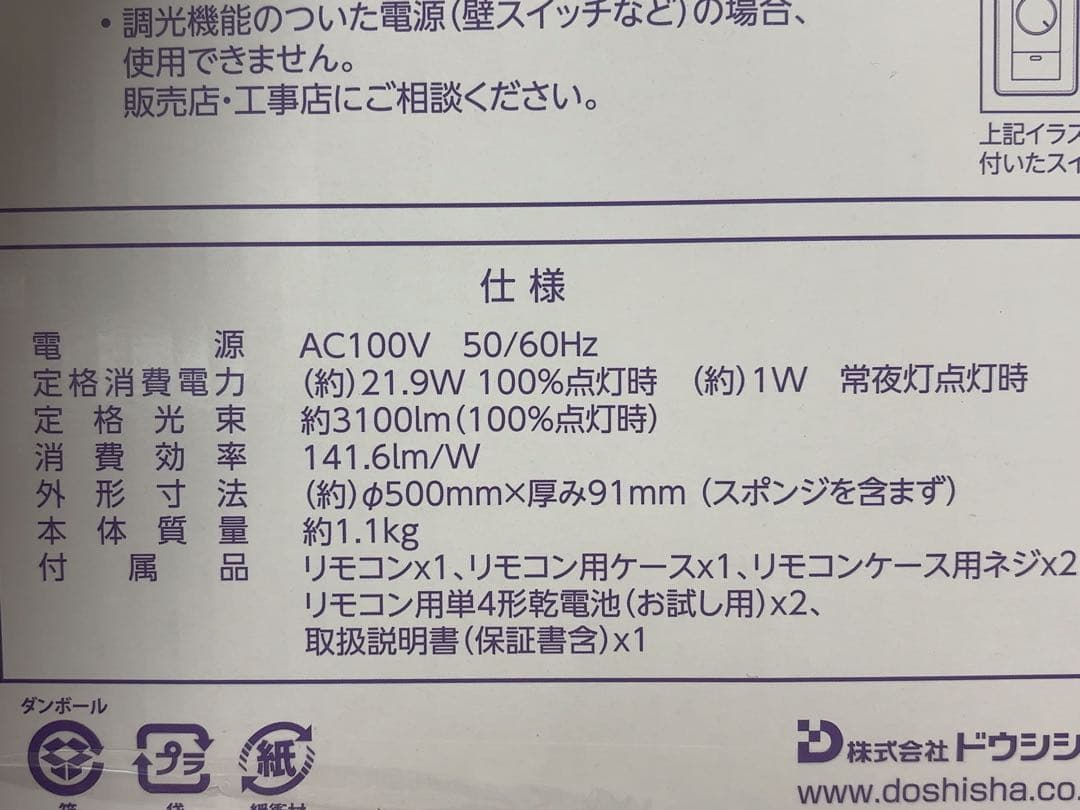 ・調光機能のついた電源(壁スイッチなど)の場合、
使用できません。
販売店・工事店にご相談ください。
上記イラス
付いたスイ
仕様
電源 AC100V 50/60Hz
定格消費電力 (約)21.9W 100%点灯時 (約)1W 常夜灯点灯時
定格光束 約3100lm(100%点灯時)
消費効率 141.6lm/W
外形寸法 (約)φ500mm×厚み91mm (スポンジを含まず)
本体質量 約1.1kg
付属品 リモコンx1、リモコン用ケースx1、リモコンケース用ネジx2
リモコン用単4形乾電池(お試し用)x2、
取扱説明書(保証書含)x1
ダンボール
プラ
紙
株式会社ドウシシ
www.doshisha.co